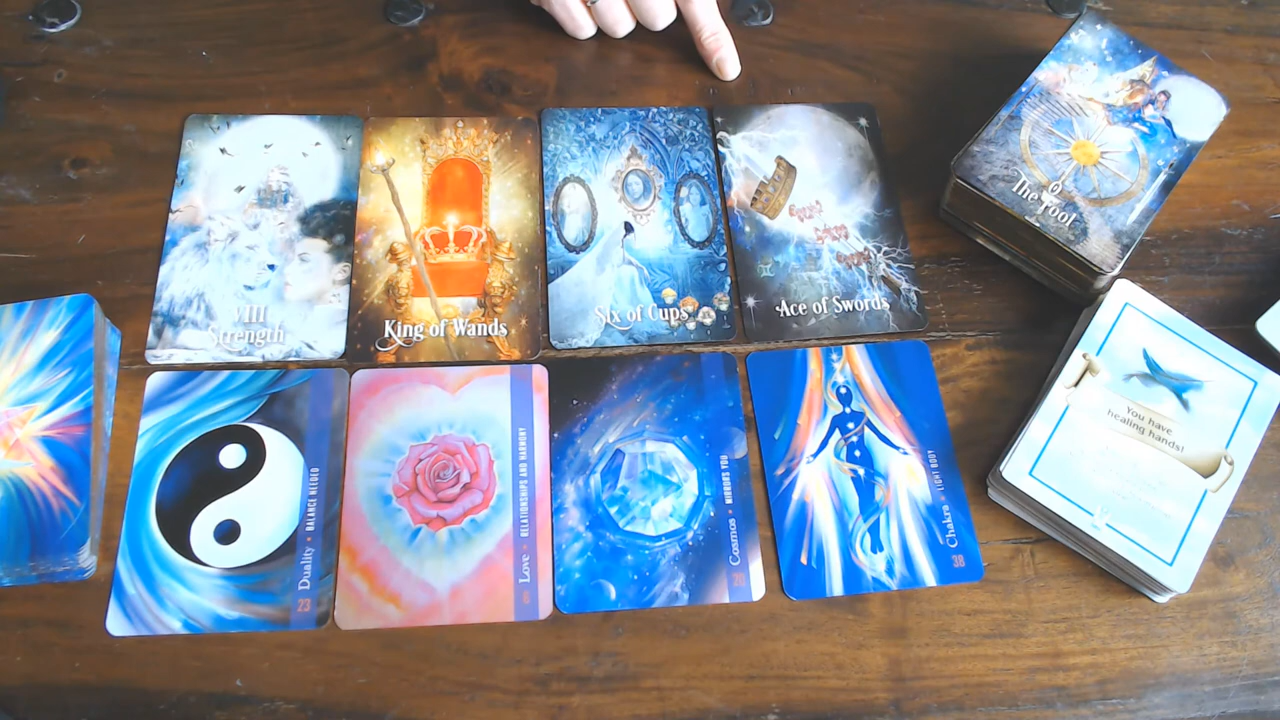 VIII
Strength
King of Wands
Six of Cups
Ace of Swords
0
The Fool
You have
healing hands!
Duality • BALANCE NEEDED
23
Love • RELATIONSHIPS AND HARMONY
Cosmos • MIRRORS YOU
Chakra • LIGHT BODY
38